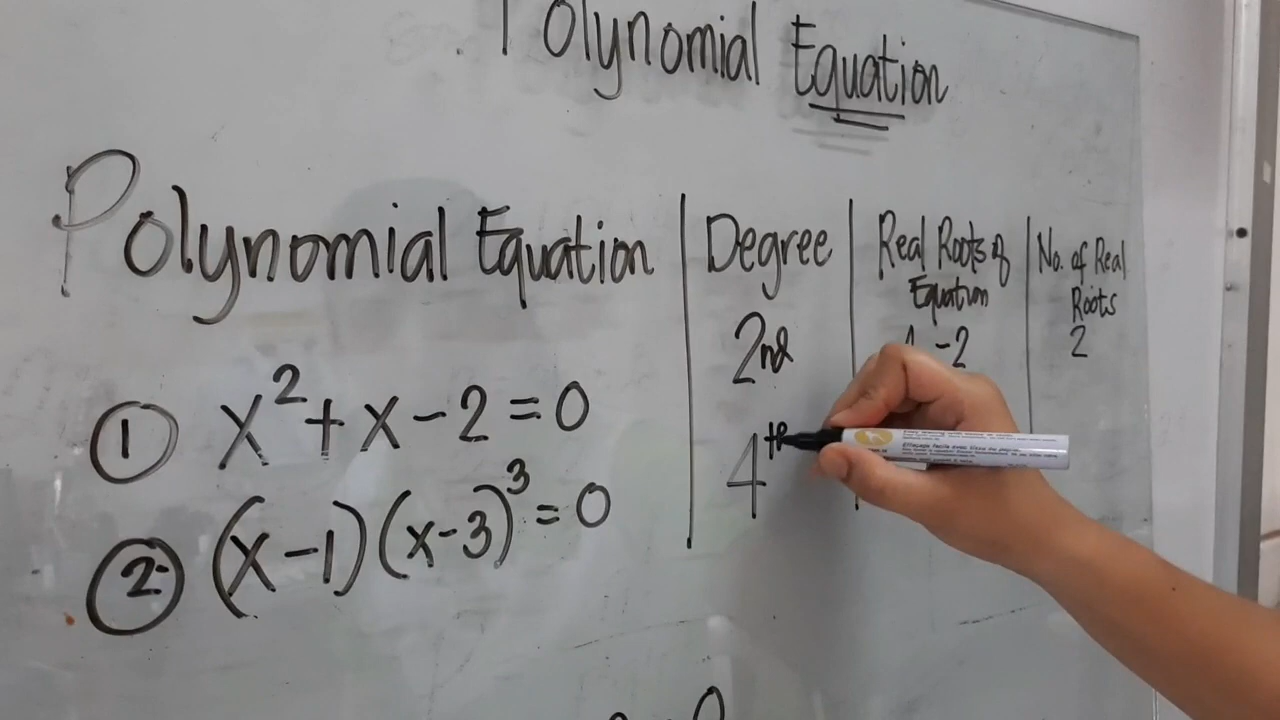 Polynomial Equation
Polynomial Equation Degree Real Roots of Equation No. of Real Roots
① x² + x - 2 = 0 2nd -2 2
② (x - 1)(x - 3)³ = 0 4th